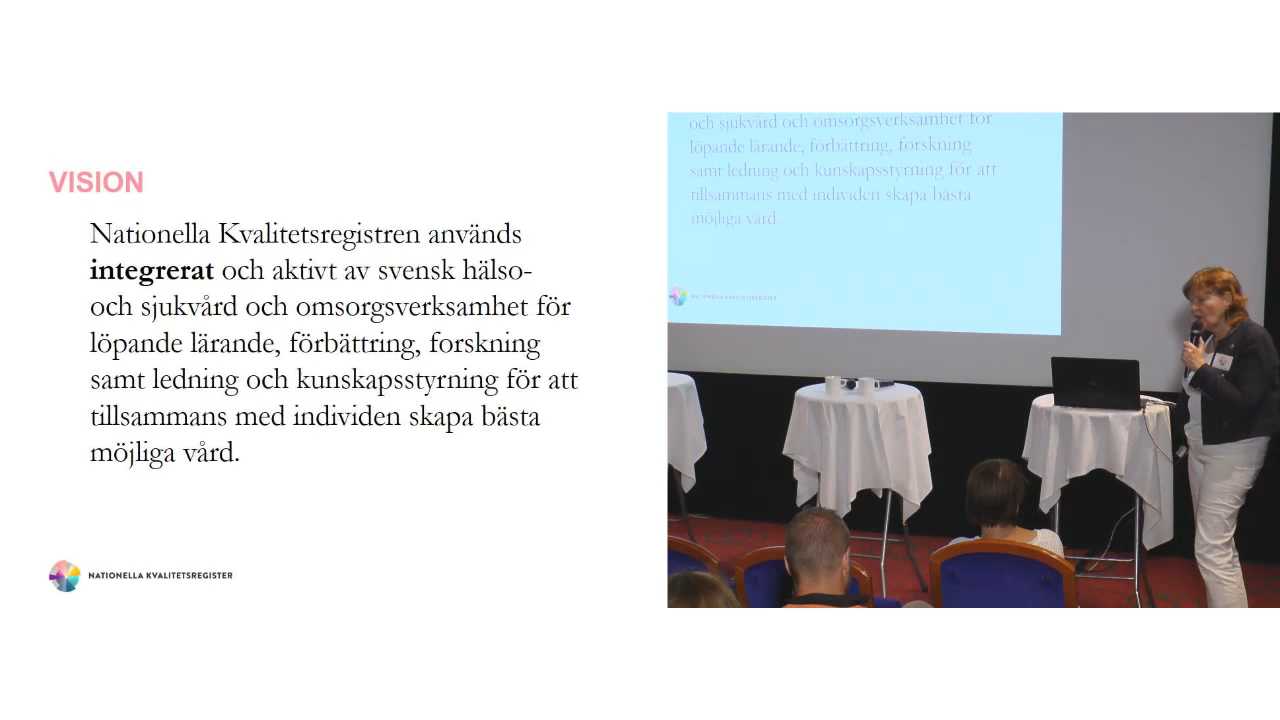 VISION
Nationella Kvalitetsregistren används
integrerat och aktivt av svensk hälso-
och sjukvård och omsorgsverksamhet för
löpande lärande, förbättring, forskning
samt ledning och kunskapsstyrning för att
tillsammans med individen skapa bästa
möjliga vård.
NATIONELLA KVALITETSREGISTER
och sjukvård och omsorgsverksamhet för
löpande lärande, förbättring, forskning
samt ledning och kunskapsstyrning för att
tillsammans med individen skapa bästa
möjliga vård.
NATIONELLA KVALITETSREGISTER